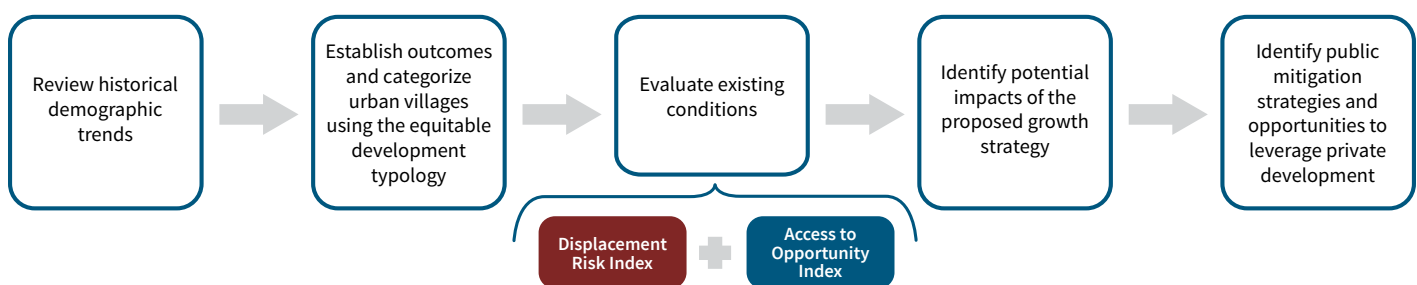 Review historical
demographic
trends
Establish outcomes
and categorize
urban villages
using the equitable
development
typology
Evaluate existing
conditions
Identify potential
impacts of the
proposed growth
strategy
Identify public
mitigation
strategies and
opportunities to
leverage private
development
Displacement
Risk Index
Access to
Opportunity
Index